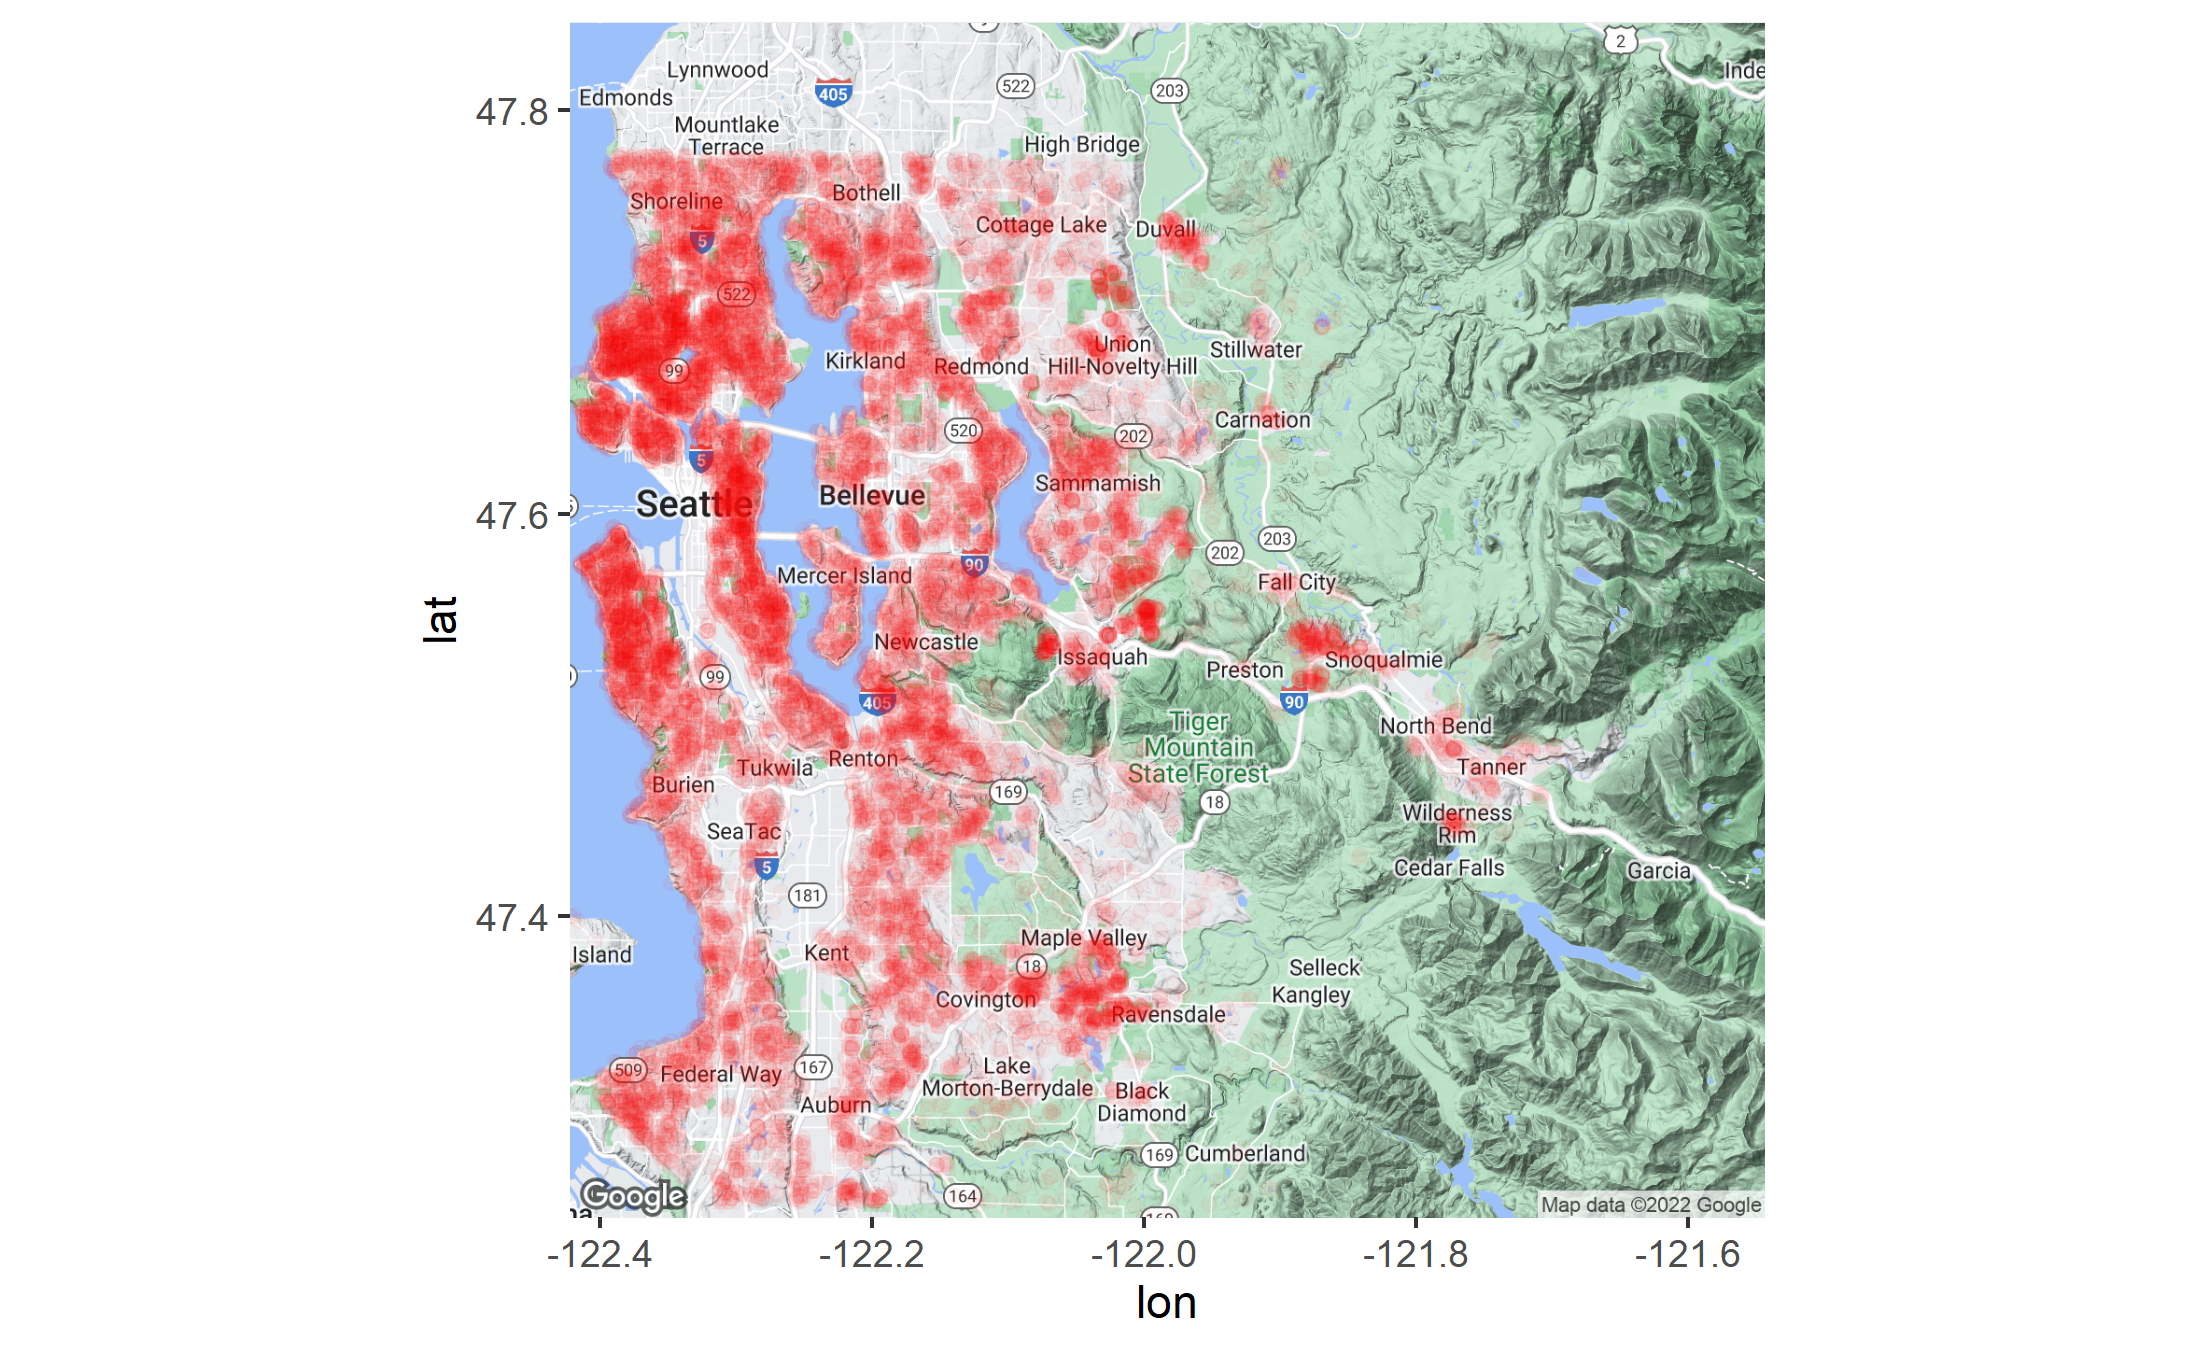 2
Lynnwood
Inde
405
522
203
Edmonds
47.8
Mountlake
Terrace
High Bridge
Bothell
Shoreline
Cottage Lake
Duvall
5
522
Union
Hill-Novelty Hill
Stillwater
Kirkland
Redmond
99
Carnation
520
202
5
Sammamish
Bellevue
Seattle
47.6
203
202
90
Mercer Island
Fall City
lat
Newcastle
Issaquah
Preston
Snoqualmie
99
405
90
Tiger
Mountain
State Forest
North Bend
Renton
Tukwila
Tanner
Burien
169
18
Wilderness
Rim
SeaTac
5
Cedar Falls
Garcia
181
47.4
Maple Valley
Kent
Island
18
Selleck
Kangley
Covington
Ravensdale
509
Federal Way
167
Lake
Morton-Berrydale
Black
Diamond
Auburn
169
Cumberland
164
Google
Map data ©2022 Google
-122.4
-122.2
-122.0
-121.8
-121.6
lon